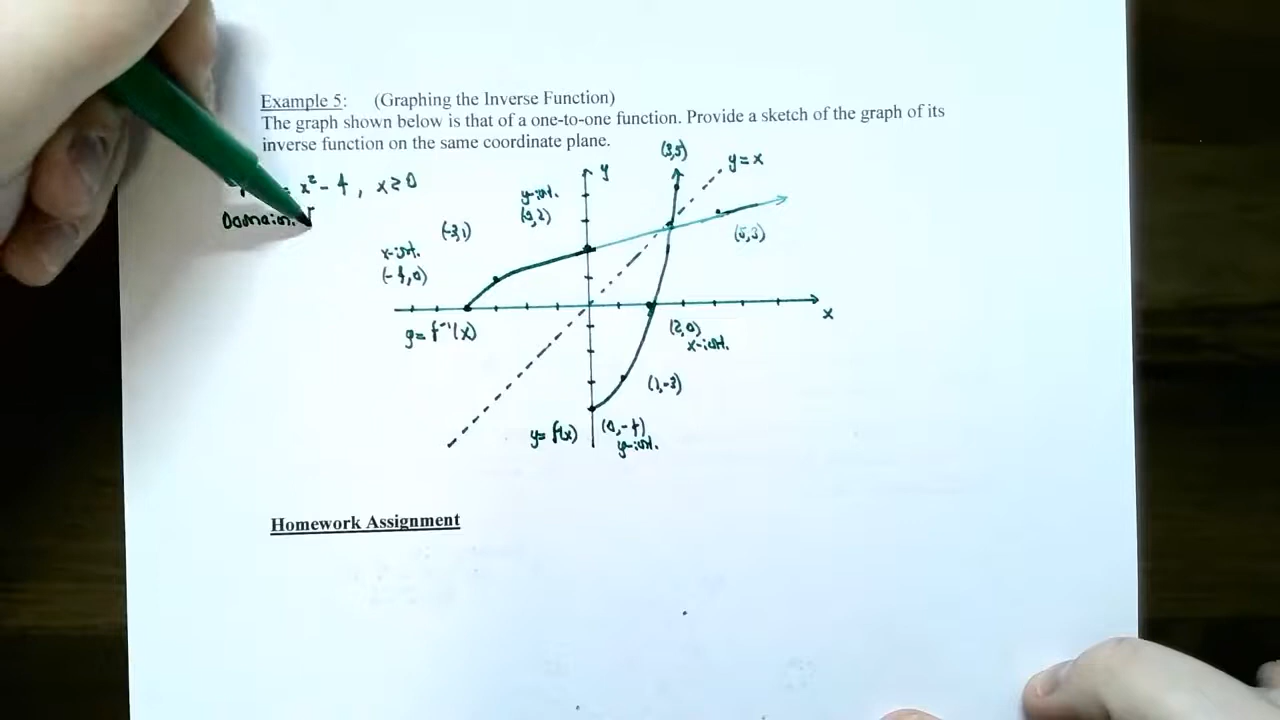 Example 5: (Graphing the Inverse Function)
The graph shown below is that of a one-to-one function. Provide a sketch of the graph of its
inverse function on the same coordinate plane.
= x² - 4, x ≥ 0
Domain: [
(3,5)
y = x
y
y-int.
(0,2)
(-3,1)
(5,3)
x-int.
(-4,0)
x
y = f⁻¹(x)
(2,0)
x-int.
(1,-3)
y = f(x)
(0,-4)
y-int.
Homework Assignment